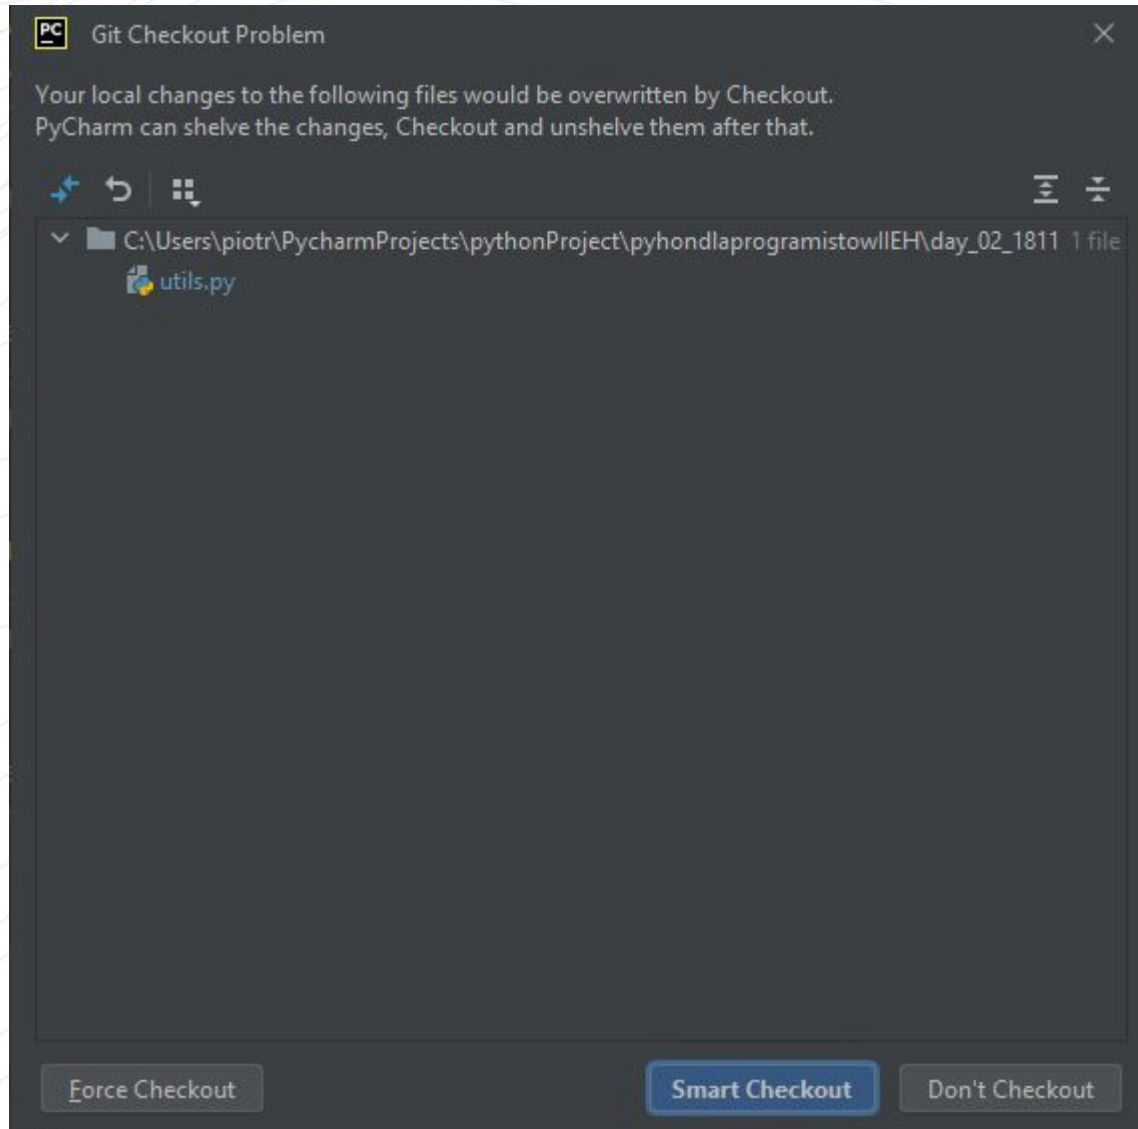 PC Git Checkout Problem
Your local changes to the following files would be overwritten by Checkout.
PyCharm can shelve the changes, Checkout and unshelve them after that.
C:\Users\piotr\PycharmProjects\pythonProject\pyhondlaprogramistowIIEH\day_02_1811 1 file
utils.py
Force Checkout Smart Checkout Don't Checkout